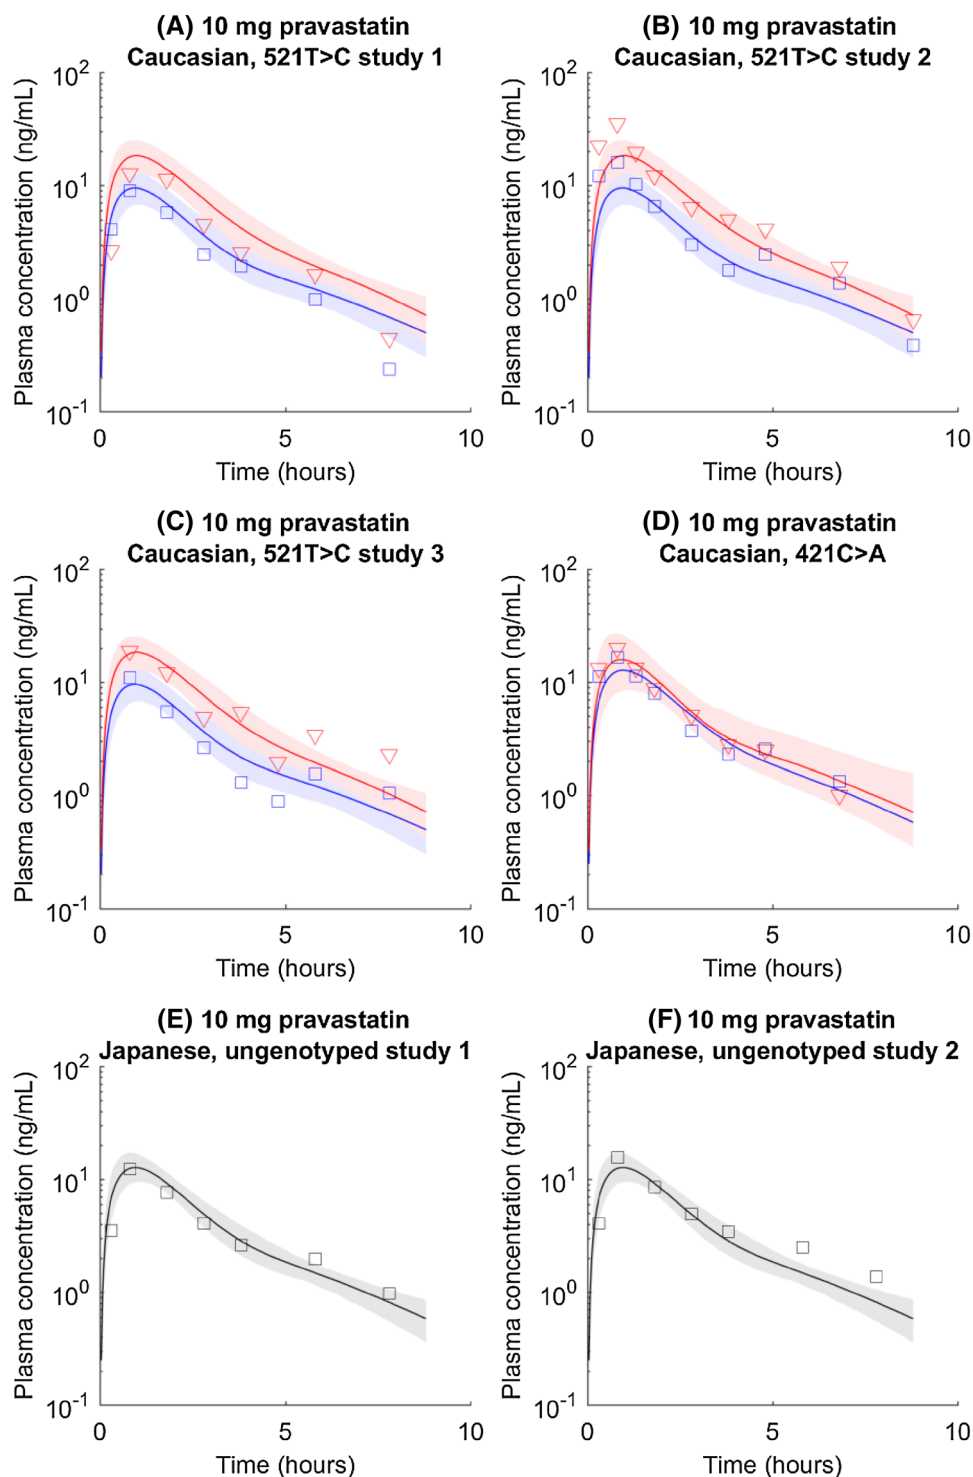 (A) 10 mg pravastatin
Caucasian, 521T>C study 1
Plasma concentration (ng/mL)
10^2
10^1
10^0
10^-1
0
5
10
Time (hours)
(B) 10 mg pravastatin
Caucasian, 521T>C study 2
Plasma concentration (ng/mL)
10^2
10^1
10^0
10^-1
0
5
10
Time (hours)
(C) 10 mg pravastatin
Caucasian, 521T>C study 3
Plasma concentration (ng/mL)
10^2
10^1
10^0
10^-1
0
5
10
Time (hours)
(D) 10 mg pravastatin
Caucasian, 421C>A
Plasma concentration (ng/mL)
10^2
10^1
10^0
10^-1
0
5
10
Time (hours)
(E) 10 mg pravastatin
Japanese, ungenotyped study 1
Plasma concentration (ng/mL)
10^2
10^1
10^0
10^-1
0
5
10
Time (hours)
(F) 10 mg pravastatin
Japanese, ungenotyped study 2
Plasma concentration (ng/mL)
10^2
10^1
10^0
10^-1
0
5
10
Time (hours)